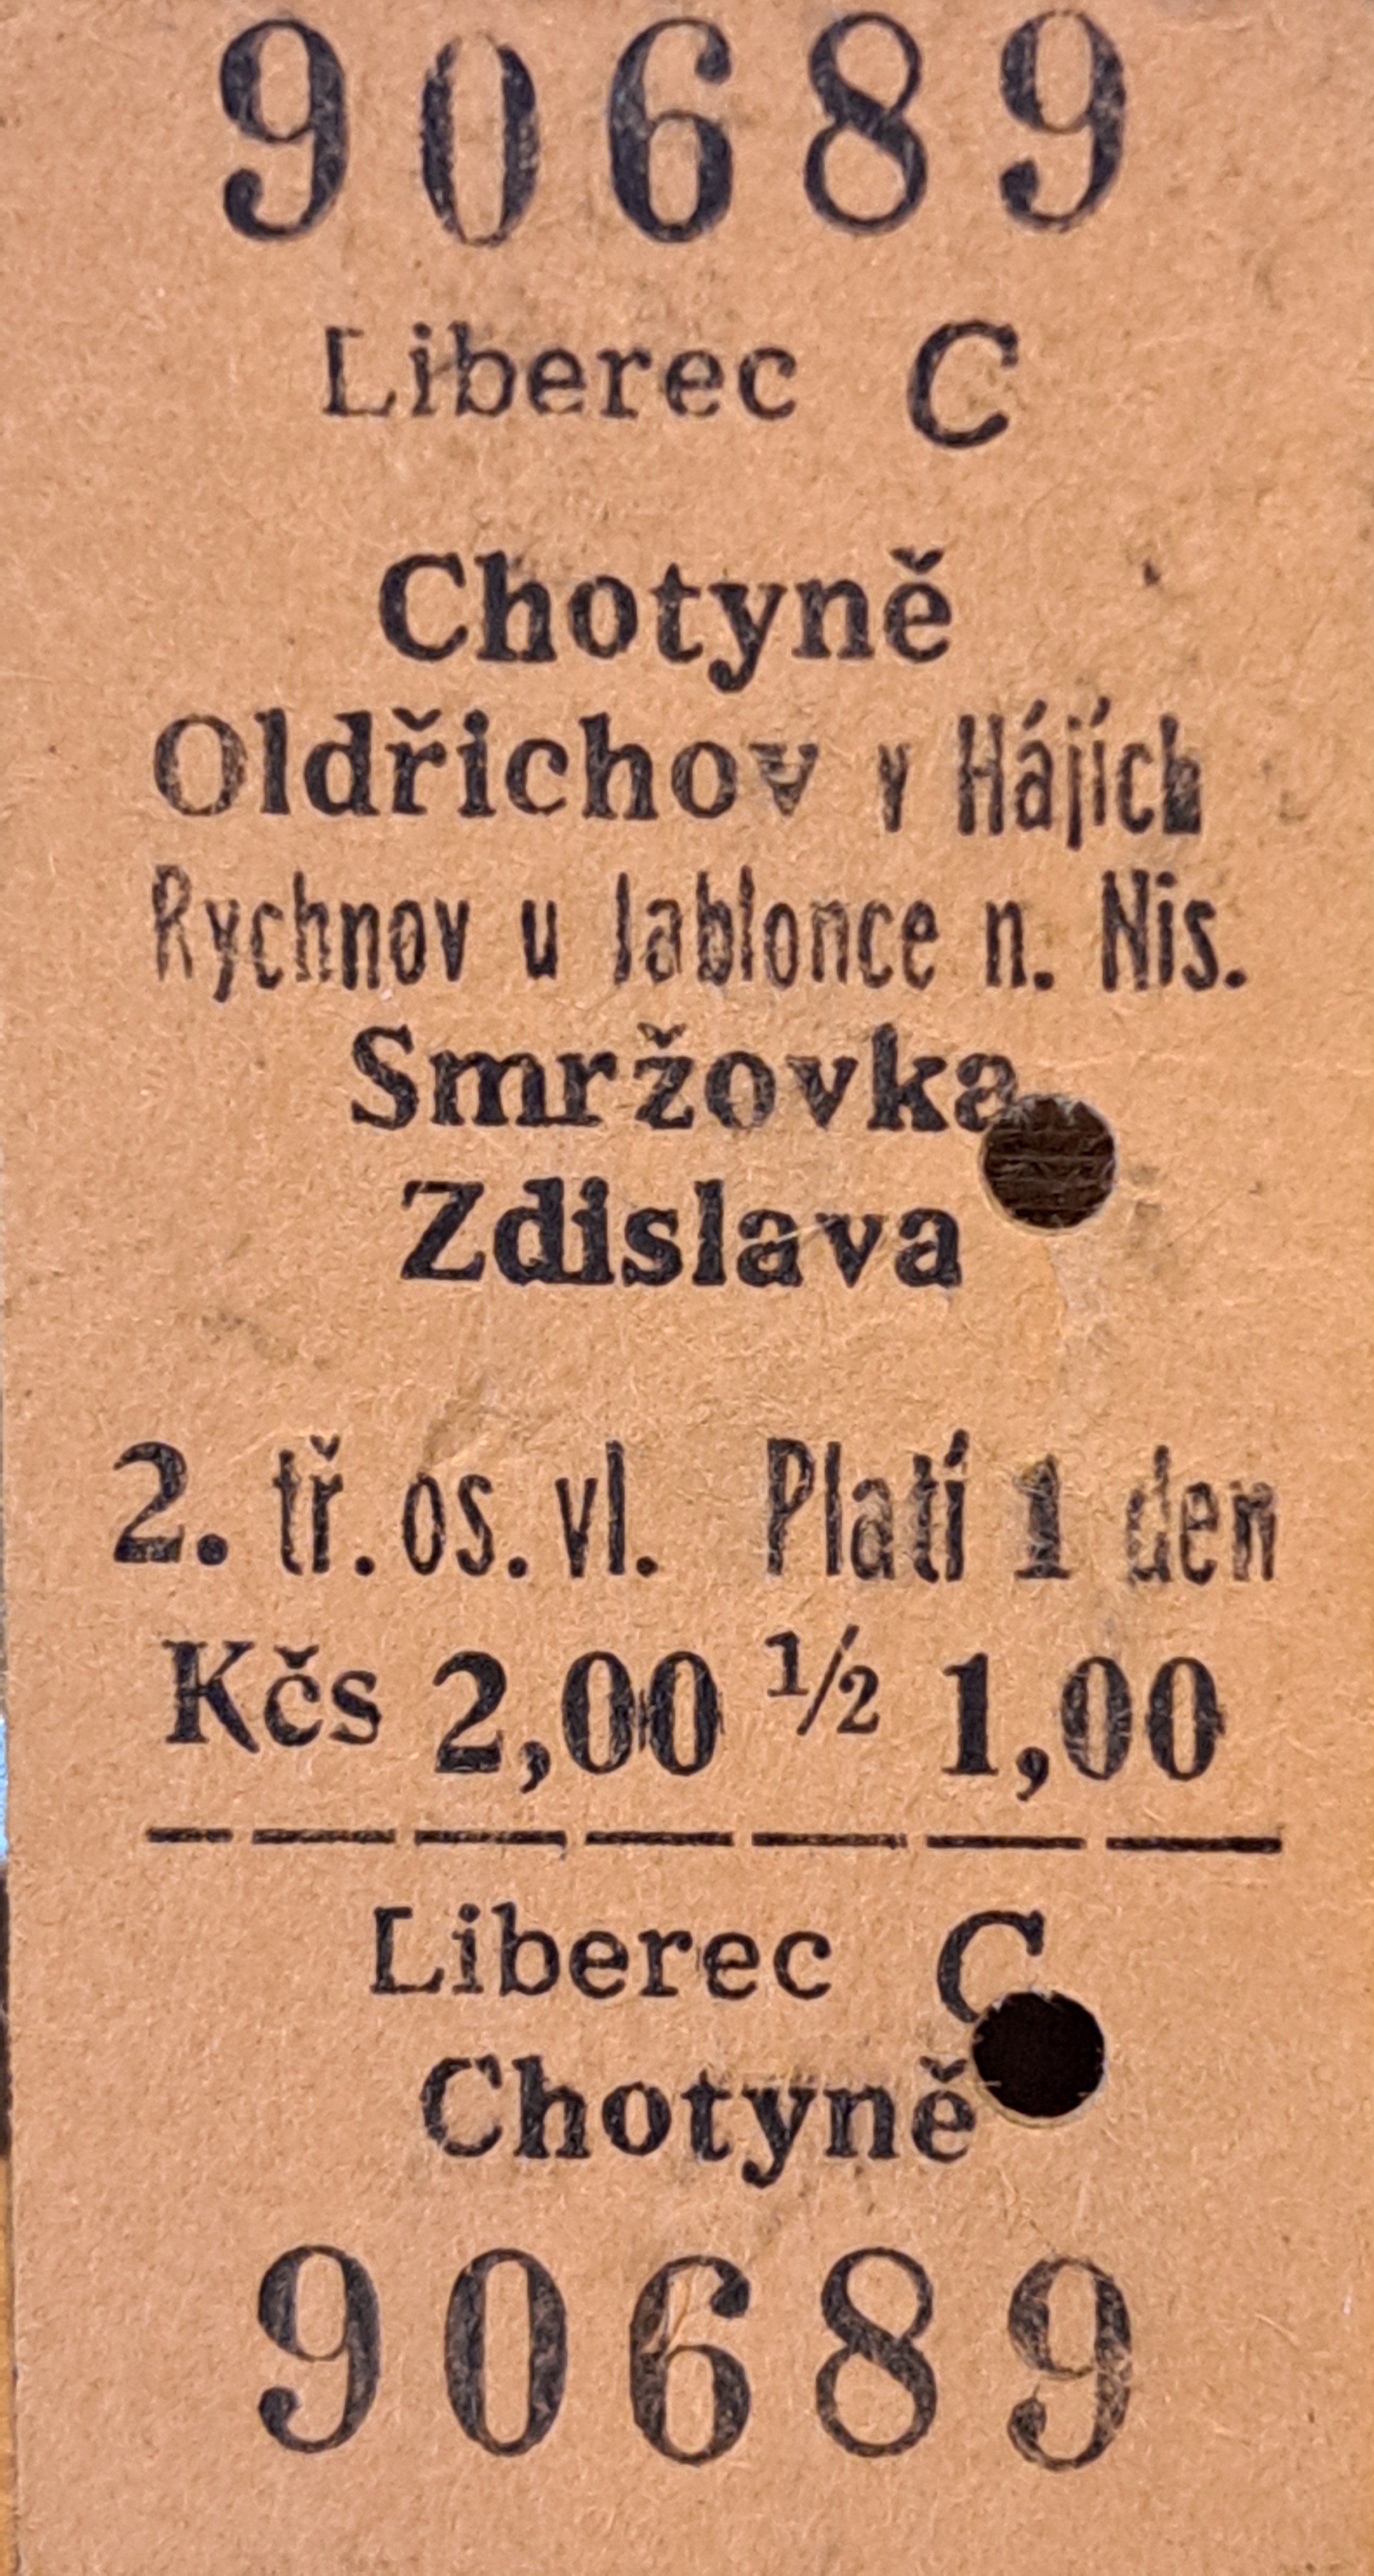 90689
Liberec C
Chotyně
Oldřichov v Hájích
Rychnov u Jablonce n. Nis.
Smržovka
Zdislava
2. tř. os. vl. Platí 1 den
Kčs 2,00 ½ 1,00
Liberec C
Chotyně
90689